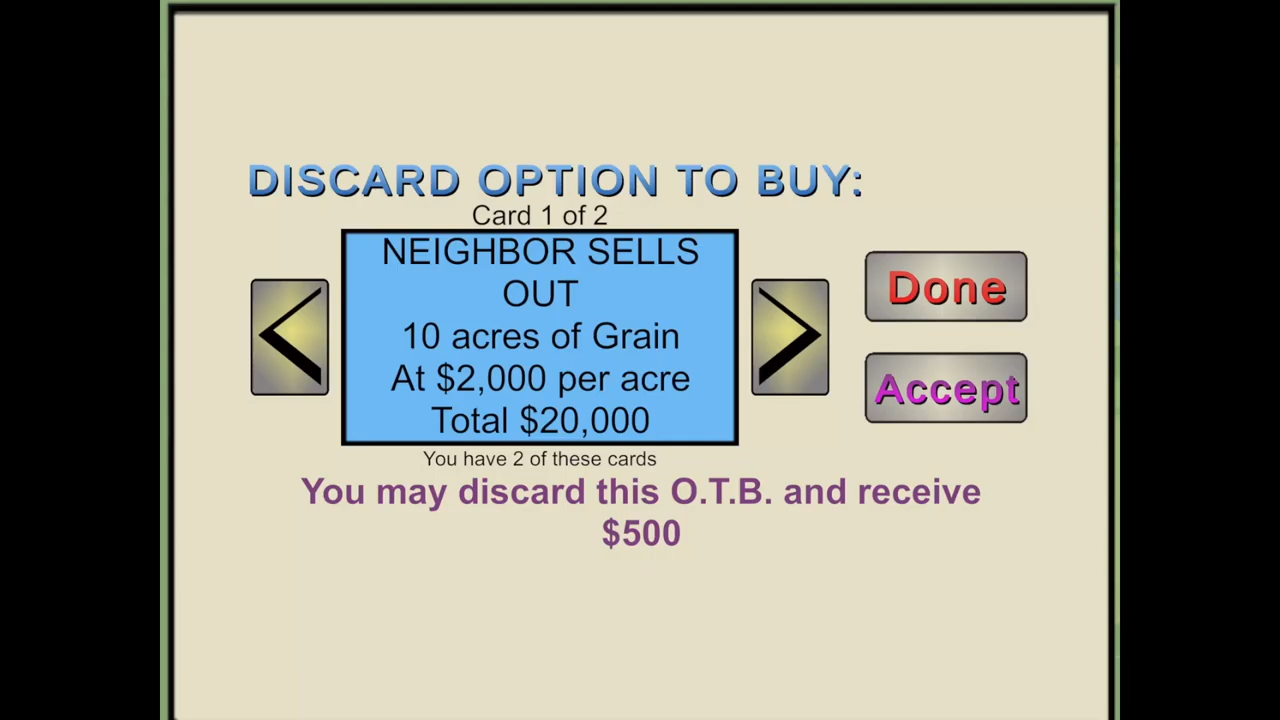 DISCARD OPTION TO BUY:
Card 1 of 2
NEIGHBOR SELLS
OUT
10 acres of Grain
At $2,000 per acre
Total $20,000
You have 2 of these cards
You may discard this O.T.B. and receive
$500
Done
Accept